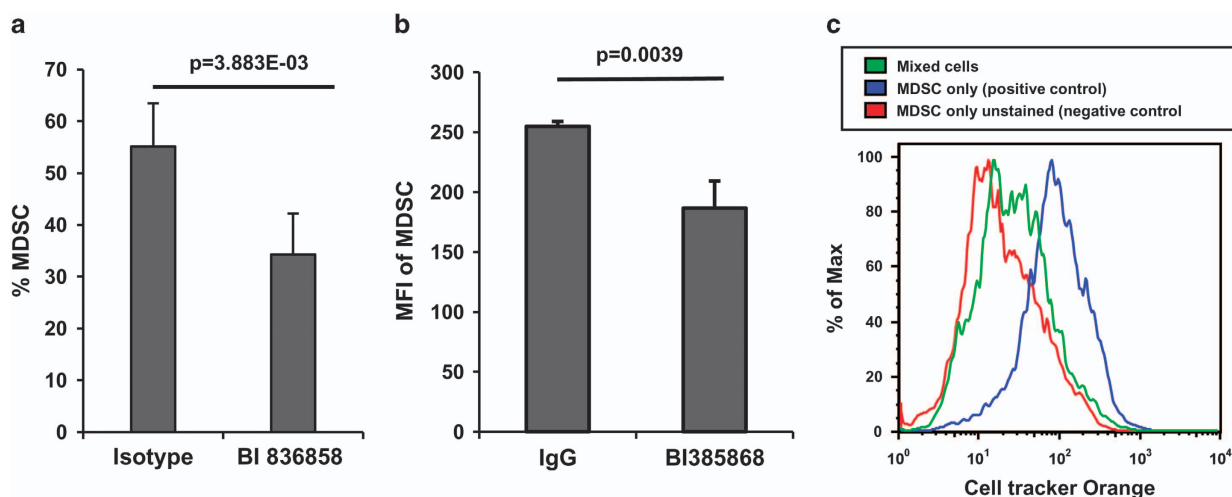 a
p=3.883E-03
% MDSC
70
60
50
40
30
20
10
0
Isotype BI 836858
b
p=0.0039
MFI of MDSC
300
250
200
150
100
50
0
IgG BI385868
c
Mixed cells
MDSC only (positive control)
MDSC only unstained (negative control
% of Max
100
80
60
40
20
0
10⁰ 10¹ 10² 10³ 10⁴
Cell tracker Orange